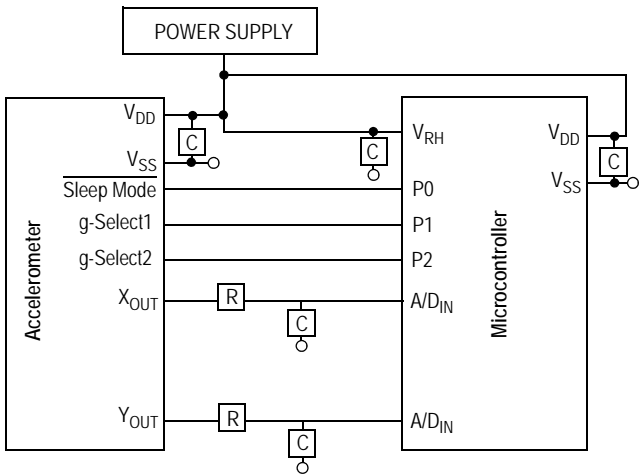 POWER SUPPLY
Accelerometer
V_DD
C
V_SS
Sleep Mode
g-Select1
g-Select2
X_OUT
Y_OUT
R
C
R
C
C
Microcontroller
V_RH
P0
P1
P2
A/D_IN
A/D_IN
V_DD
V_SS
C